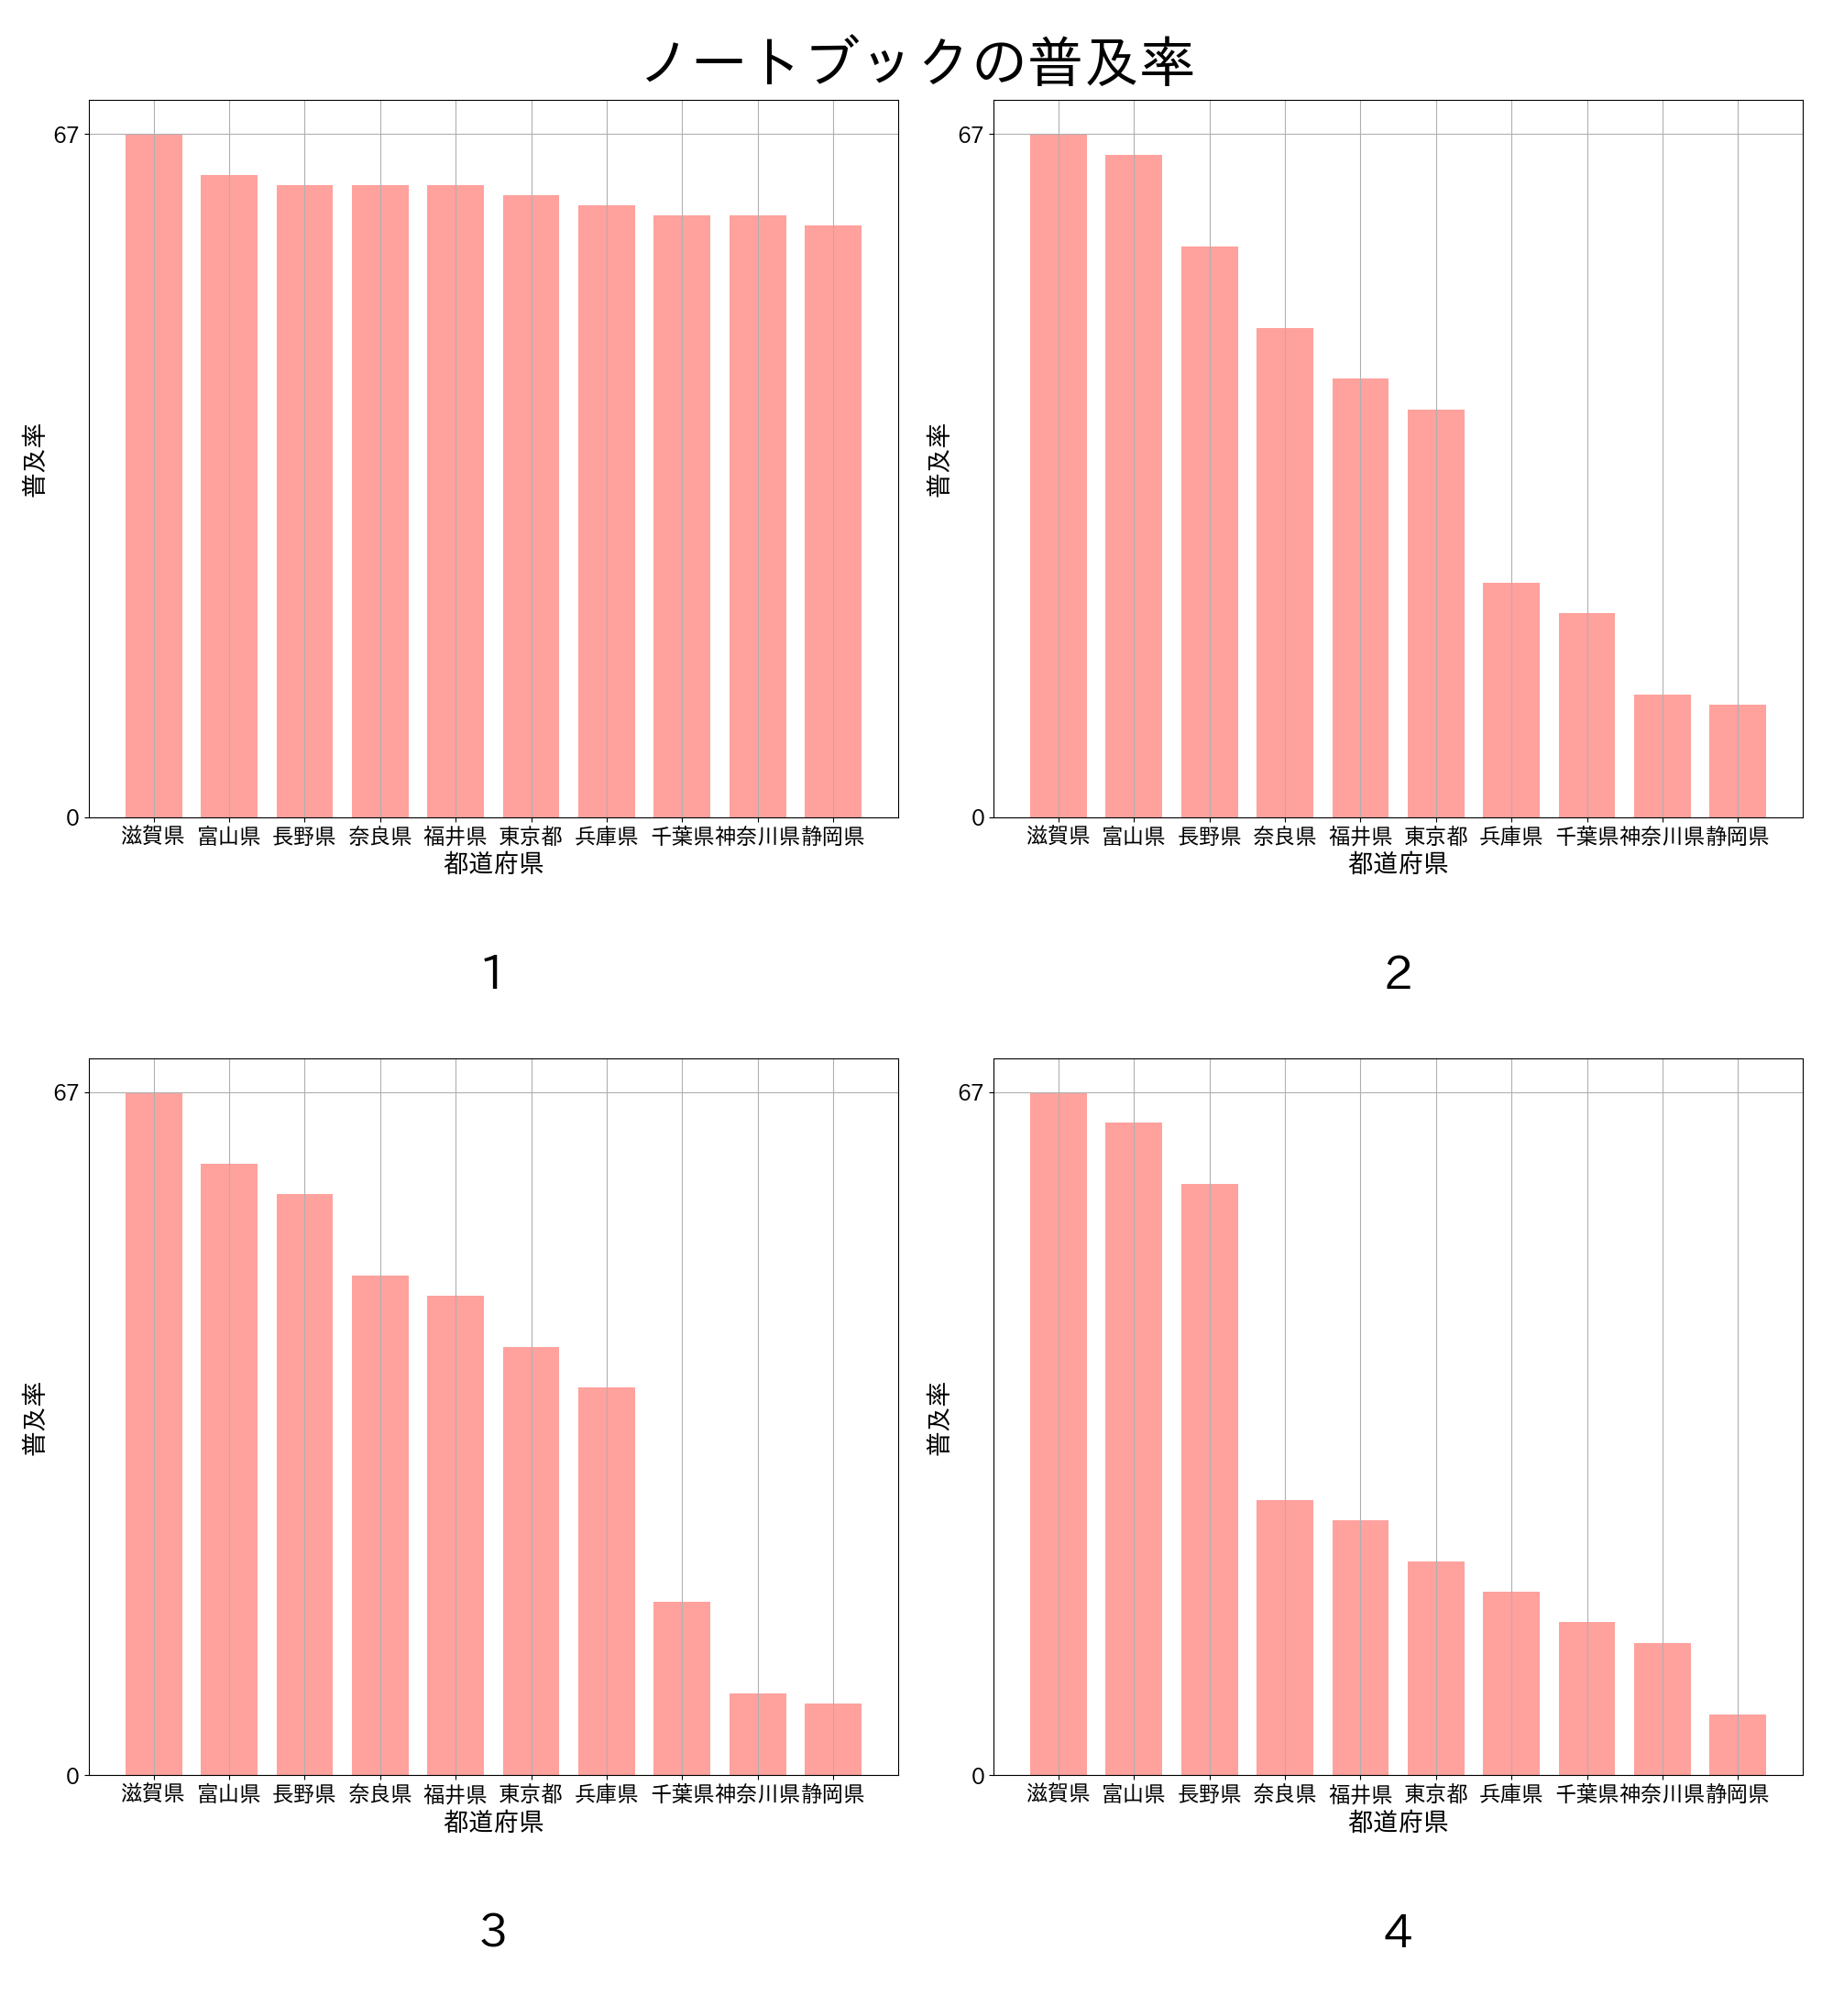 ノートブックの普及率
67
0
普及率
滋賀県 富山県 長野県 奈良県 福井県 東京都 兵庫県 千葉県 神奈川県 静岡県
都道府県
1
67
0
普及率
滋賀県 富山県 長野県 奈良県 福井県 東京都 兵庫県 千葉県 神奈川県 静岡県
都道府県
2
67
0
普及率
滋賀県 富山県 長野県 奈良県 福井県 東京都 兵庫県 千葉県 神奈川県 静岡県
都道府県
3
67
0
普及率
滋賀県 富山県 長野県 奈良県 福井県 東京都 兵庫県 千葉県 神奈川県 静岡県
都道府県
4